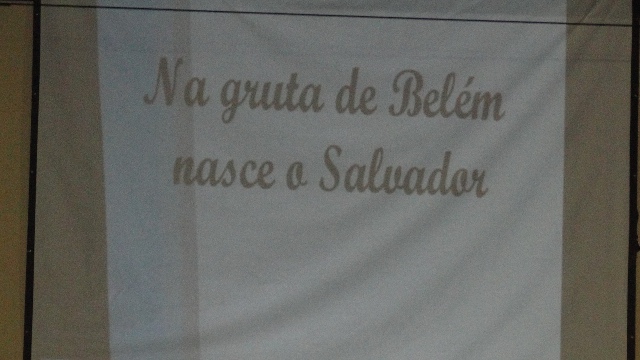 Na gruta de Belém
nasce o Salvador